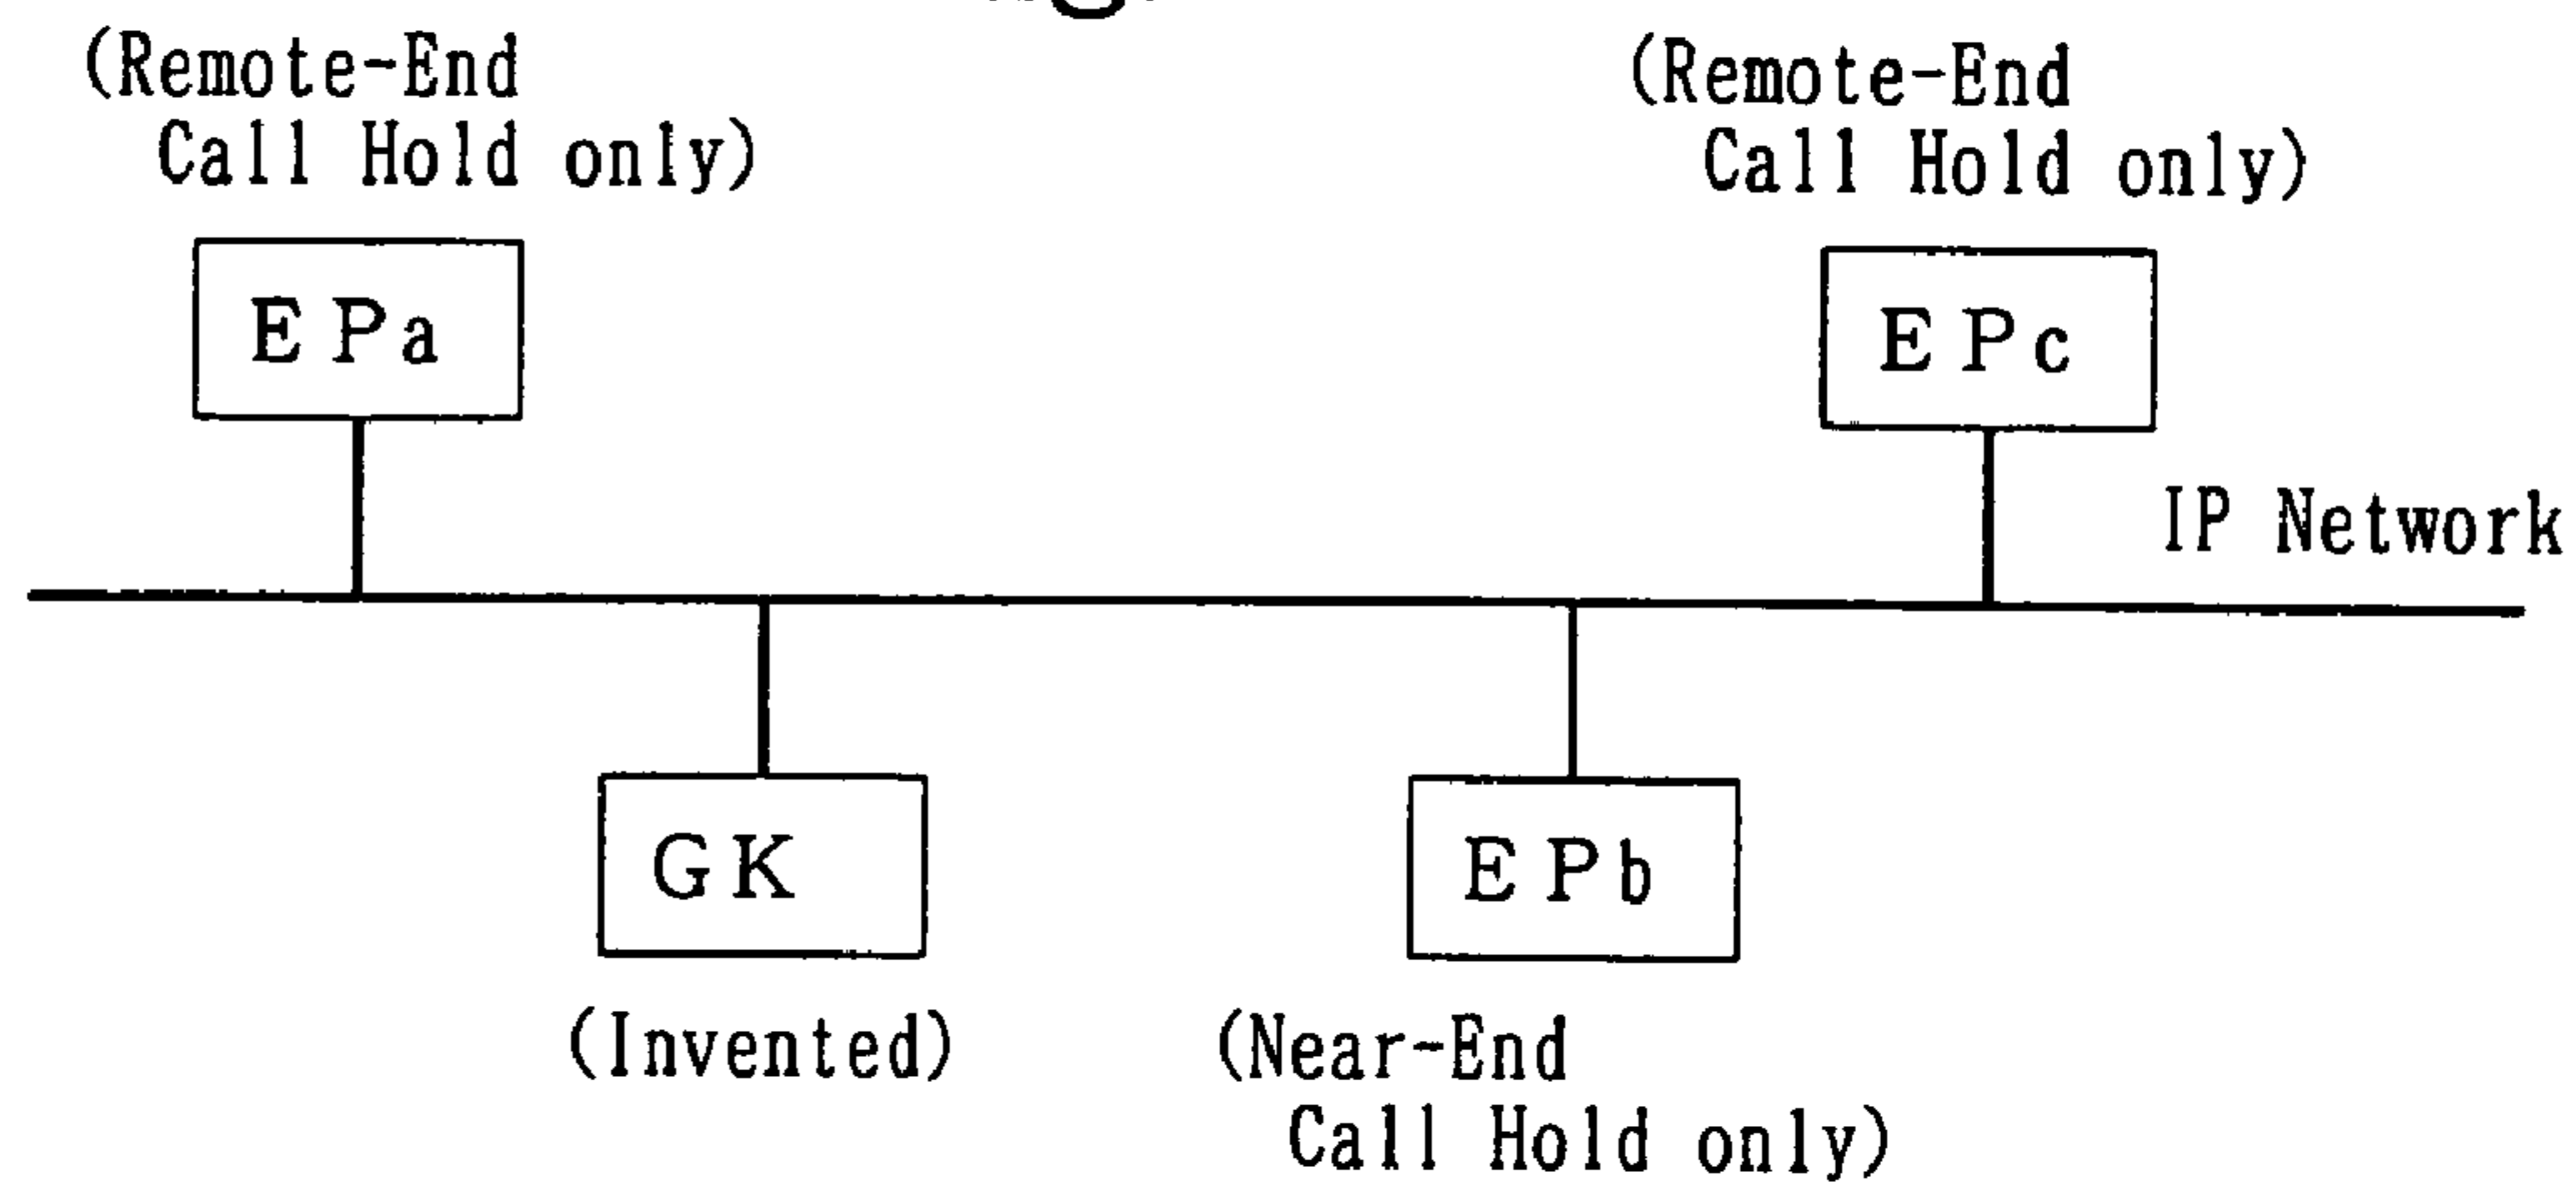 (Remote-End
Call Hold only)
(Remote-End
Call Hold only)
EPa
EPc
IP Network
GK
EPb
(Invented)
(Near-End
Call Hold only)